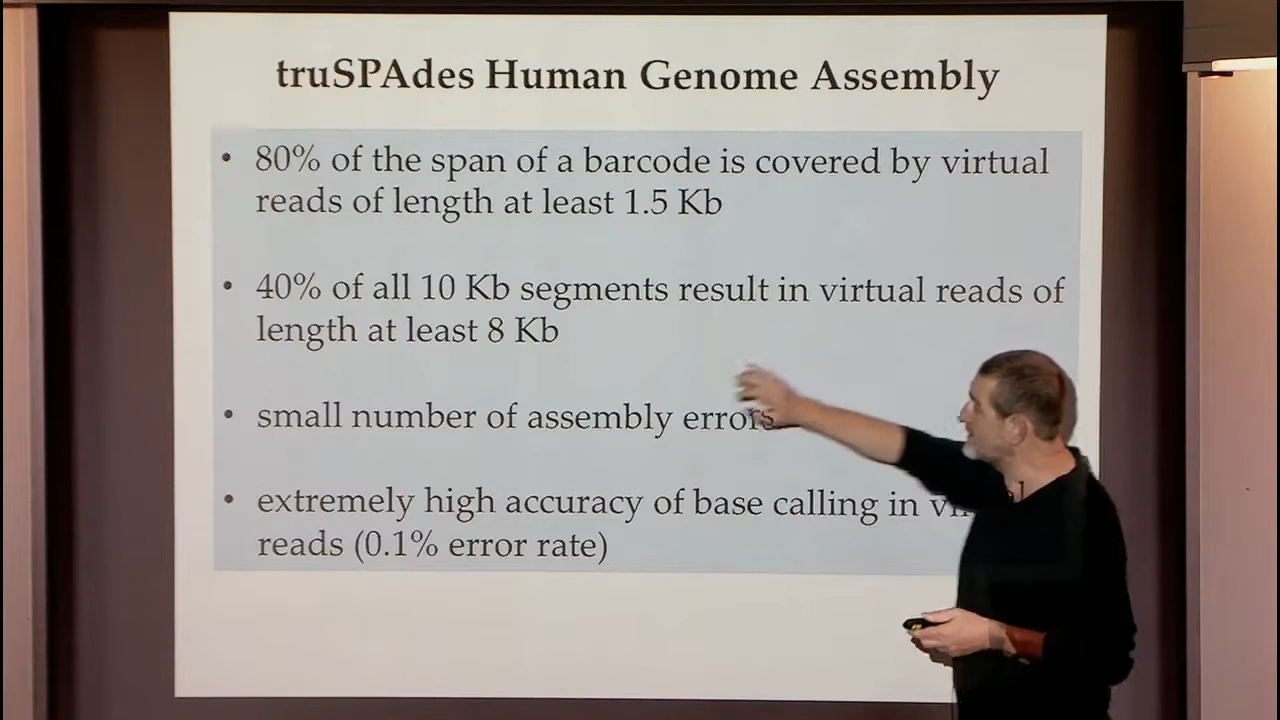 truSPAdes Human Genome Assembly
• 80% of the span of a barcode is covered by virtual
reads of length at least 1.5 Kb
• 40% of all 10 Kb segments result in virtual reads of
length at least 8 Kb
• small number of assembly errors
• extremely high accuracy of base calling in
reads (0.1% error rate)